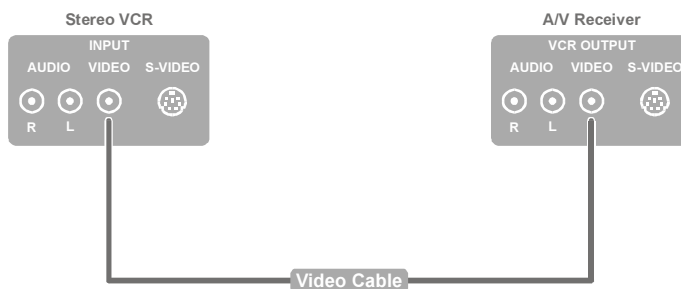 Stereo VCR
INPUT
AUDIO VIDEO S-VIDEO
R L
A/V Receiver
VCR OUTPUT
AUDIO VIDEO S-VIDEO
R L
Video Cable